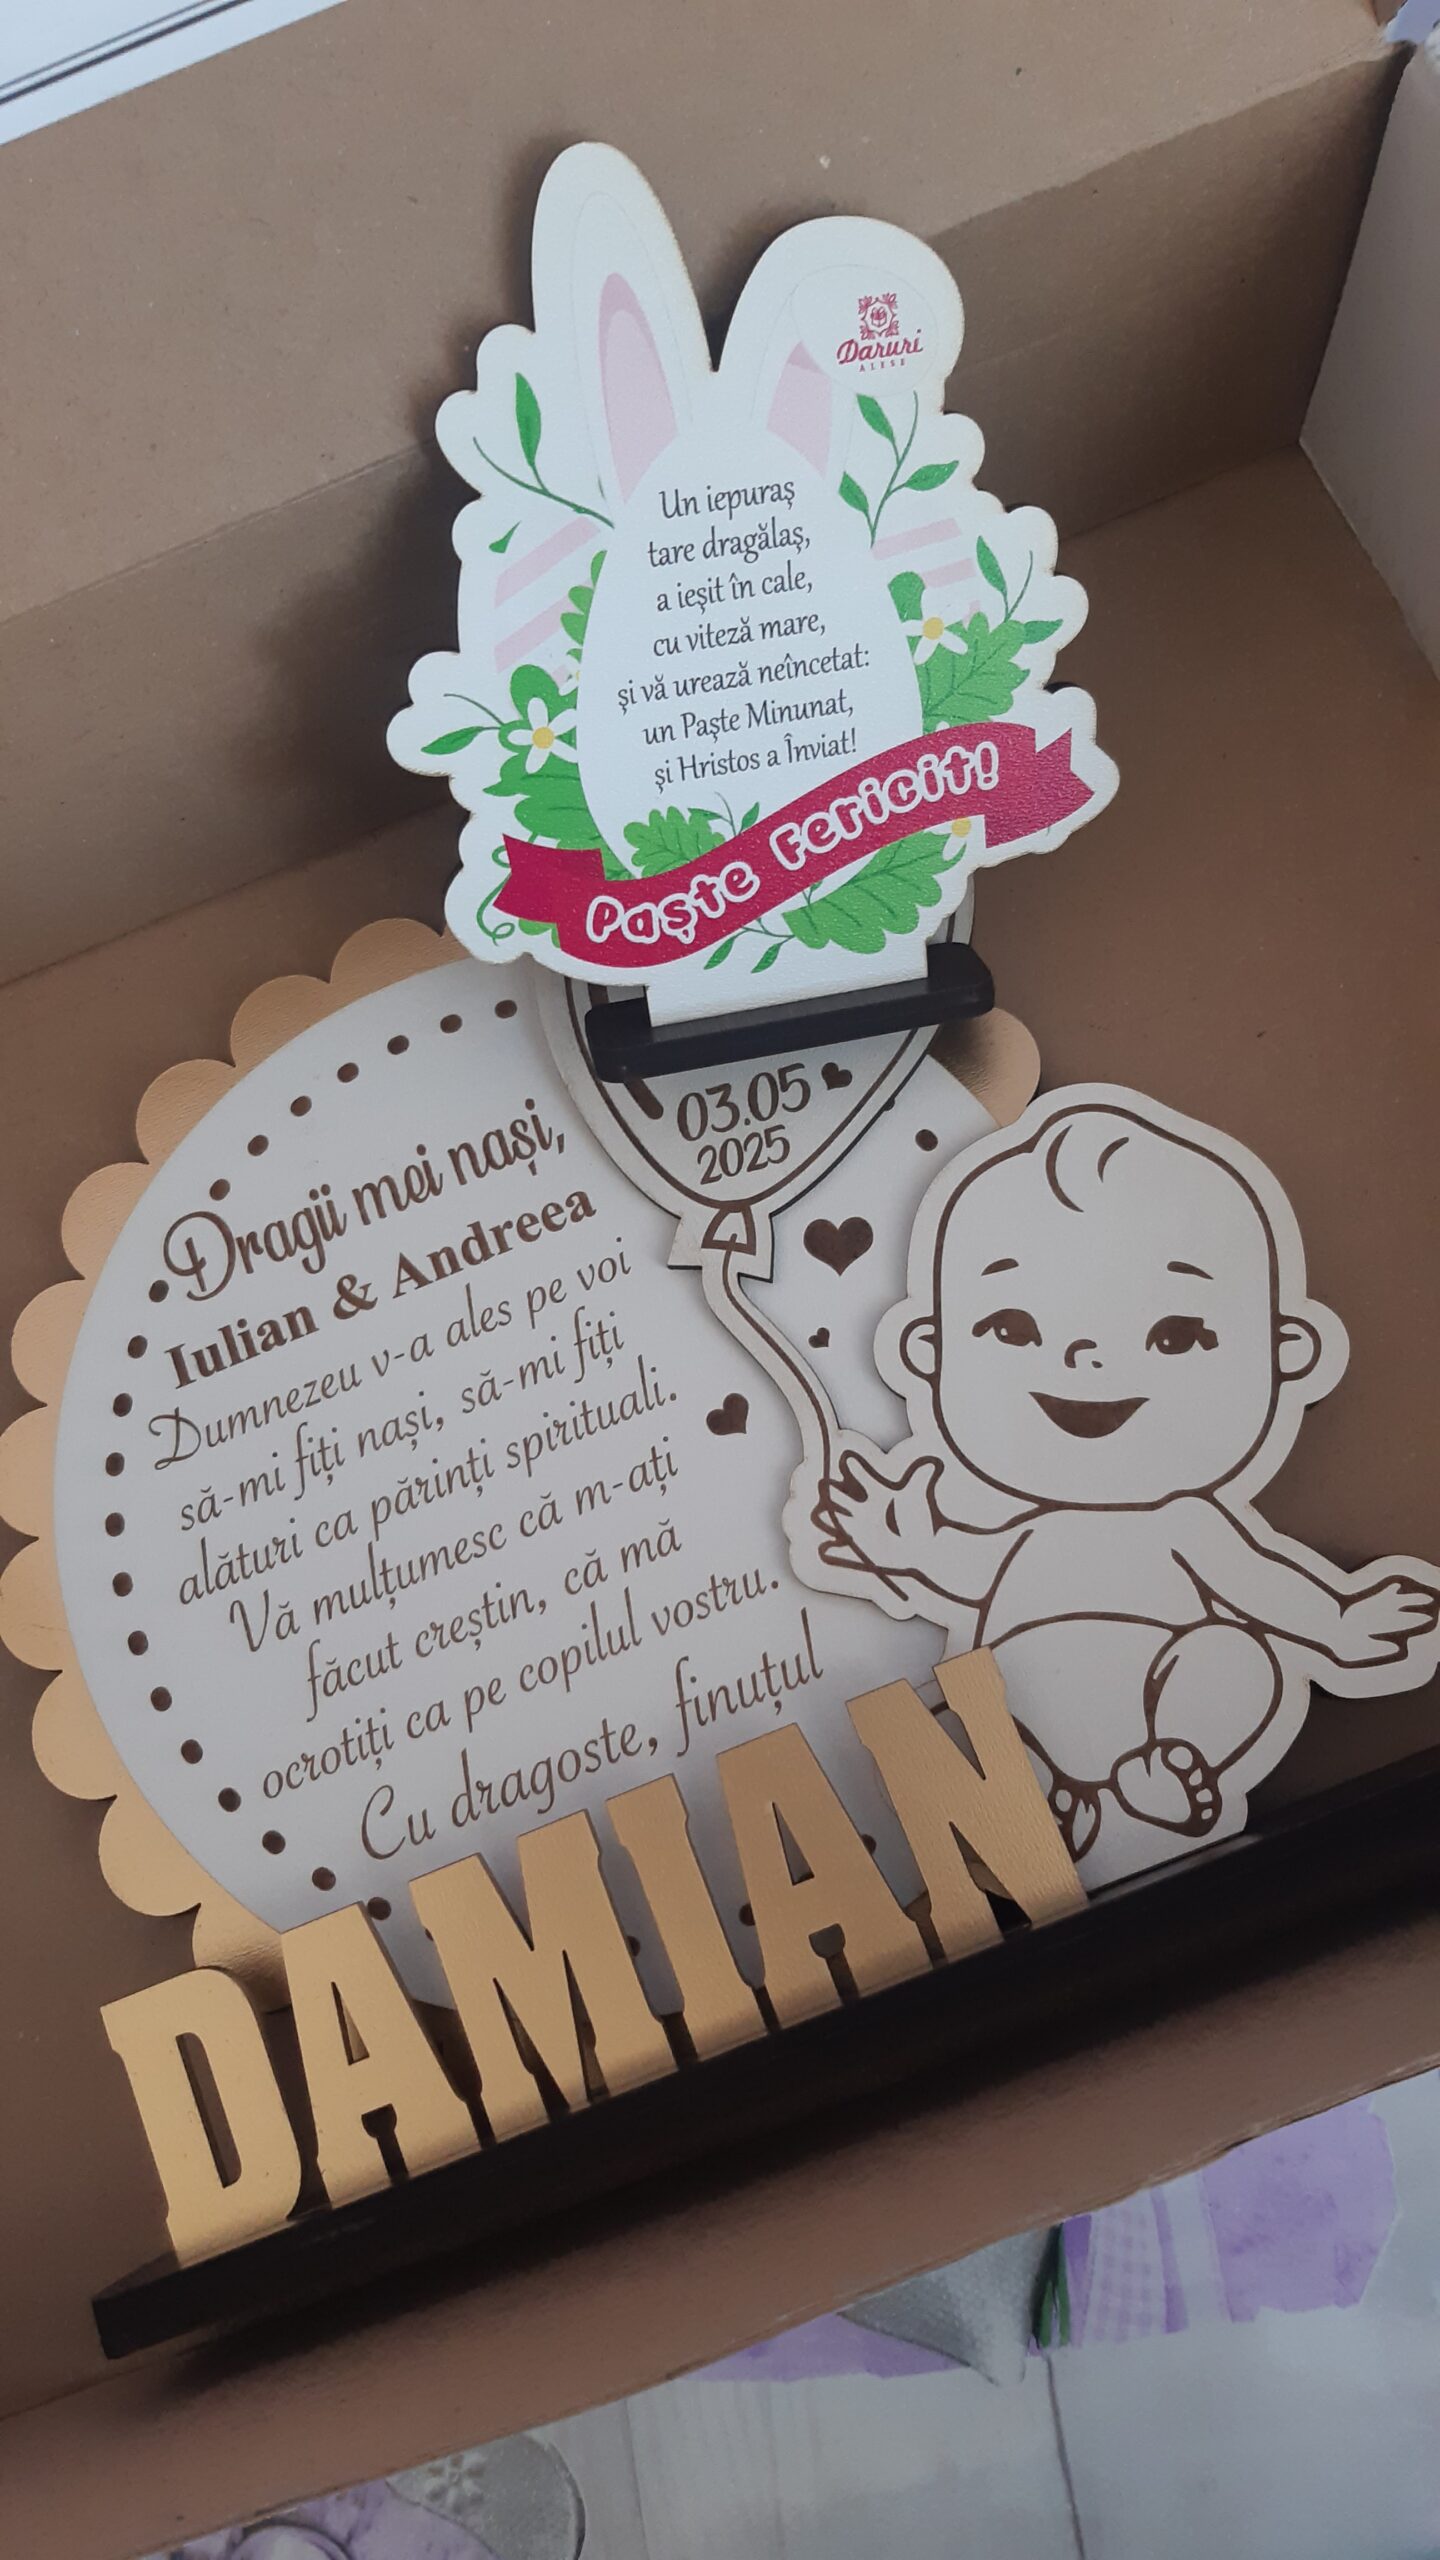 Daruri
ALESE
Un iepuraș
tare dragălaș,
a ieșit în cale,
cu viteză mare,
și vă urează neîncetat:
un Paște Minunat,
și Hristos a Înviat!
Paște Fericit!
03.05
2025
Dragii mei nași,
Iulian & Andreea
Dumnezeu v-a ales pe voi
să-mi fiți nași, să-mi fiți
alături ca părinți spirituali.
Vă mulțumesc că m-ați
făcut creștin, că mă
ocrotiți ca pe copilul vostru.
Cu dragoste, finuțul
DAMIAN